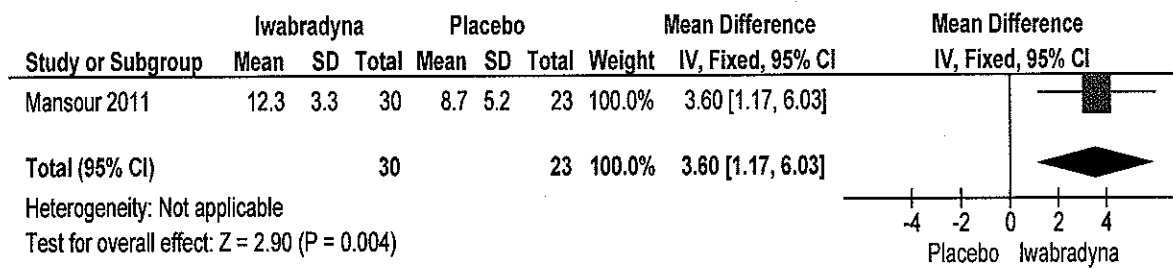 Iwabradyna Placebo Mean Difference Mean Difference
Study or Subgroup Mean SD Total Mean SD Total Weight IV, Fixed, 95% CI IV, Fixed, 95% CI
Mansour 2011 12.3 3.3 30 8.7 5.2 23 100.0% 3.60 [1.17, 6.03]
Total (95% CI) 30 23 100.0% 3.60 [1.17, 6.03]
Heterogeneity: Not applicable
Test for overall effect: Z = 2.90 (P = 0.004)
-4 -2 0 2 4
Placebo Iwabradyna